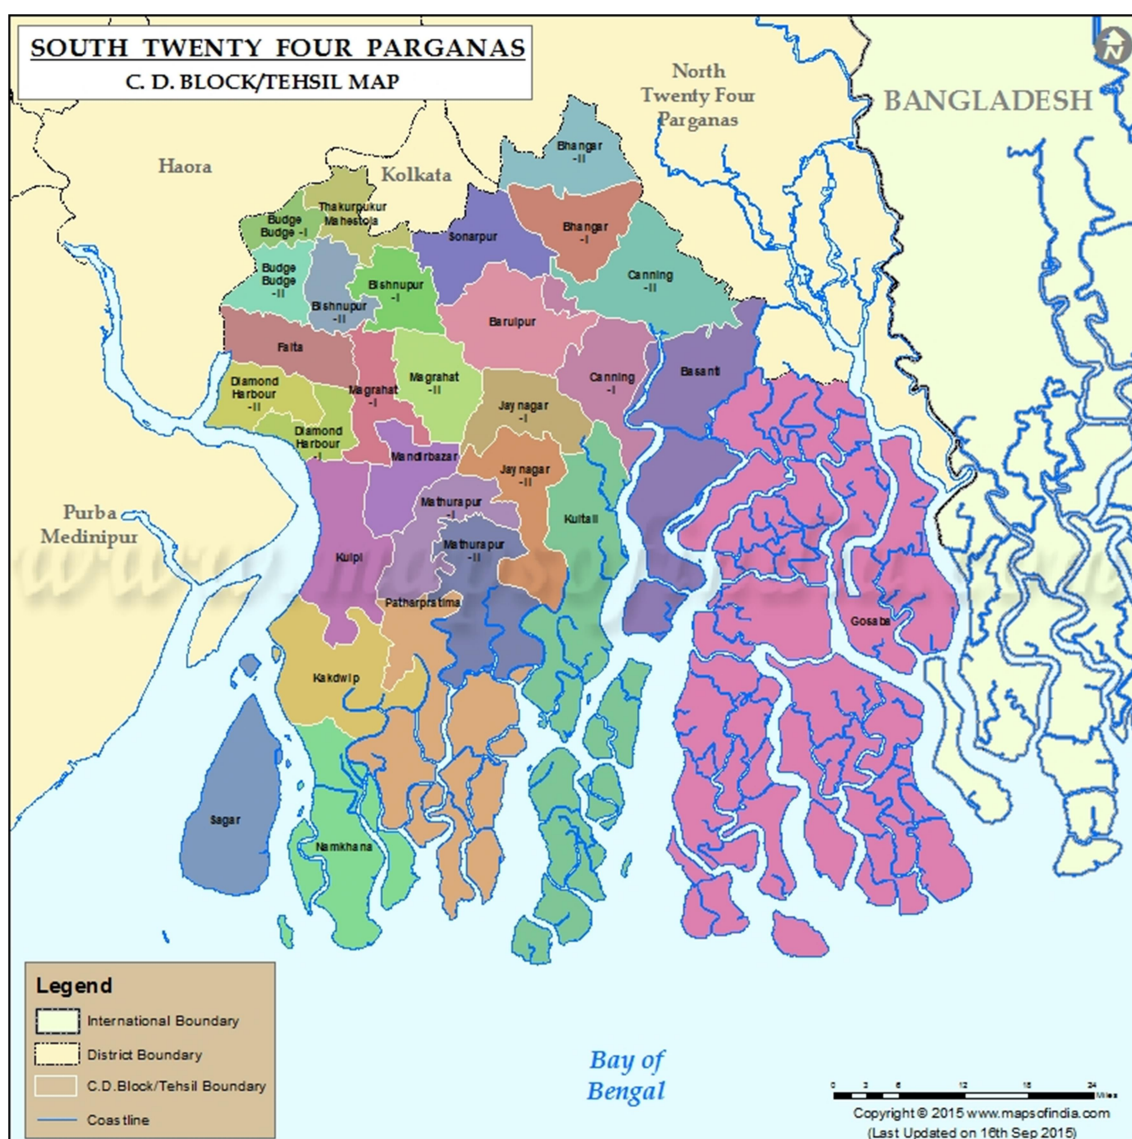 SOUTH TWENTY FOUR PARGANAS
C. D. BLOCK/TEHSIL MAP
N
North
Twenty Four
Parganas
BANGLADESH
Haora
Kolkata
Bhangar
-II
Thakurpukur
Mahestola
Budge
Budge -I
Sonarpur
Bhangar
-I
Budge
Budge
-II
Bishnupur
-II
Bishnupur
-I
Canning
-II
Baruipur
Falta
Diamond
Harbour
-II
Magrahat
-I
Magrahat
-II
Canning
-I
Basanti
Jaynagar
-I
Diamond
Harbour
-I
Mandirbazar
Jaynagar
-II
Mathurapur
-I
Kultali
Purba
Medinipur
Kulpi
Mathurapur
-II
Patharpratima
Gosaba
Kakdwip
Sagar
Namkhana
Legend
International Boundary
District Boundary
C.D.Block/Tehsil Boundary
Coastline
Bay of
Bengal
0 3 6 12 18 24
Miles
Copyright © 2015 www.mapsofindia.com
(Last Updated on 16th Sep 2015)